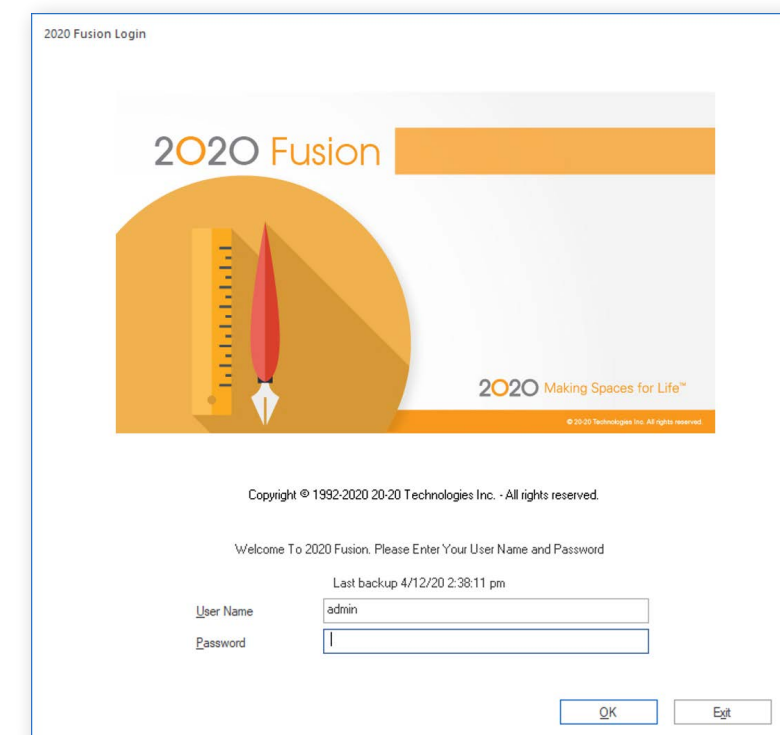 2020 Fusion Login
2020 Fusion
2020 Making Spaces for Life™
© 20-20 Technologies Inc. All rights reserved.
Copyright © 1992-2020 20-20 Technologies Inc. - All rights reserved.
Welcome To 2020 Fusion. Please Enter Your User Name and Password
Last backup 4/12/20 2:38:11 pm
User Name admin
Password
OK Exit